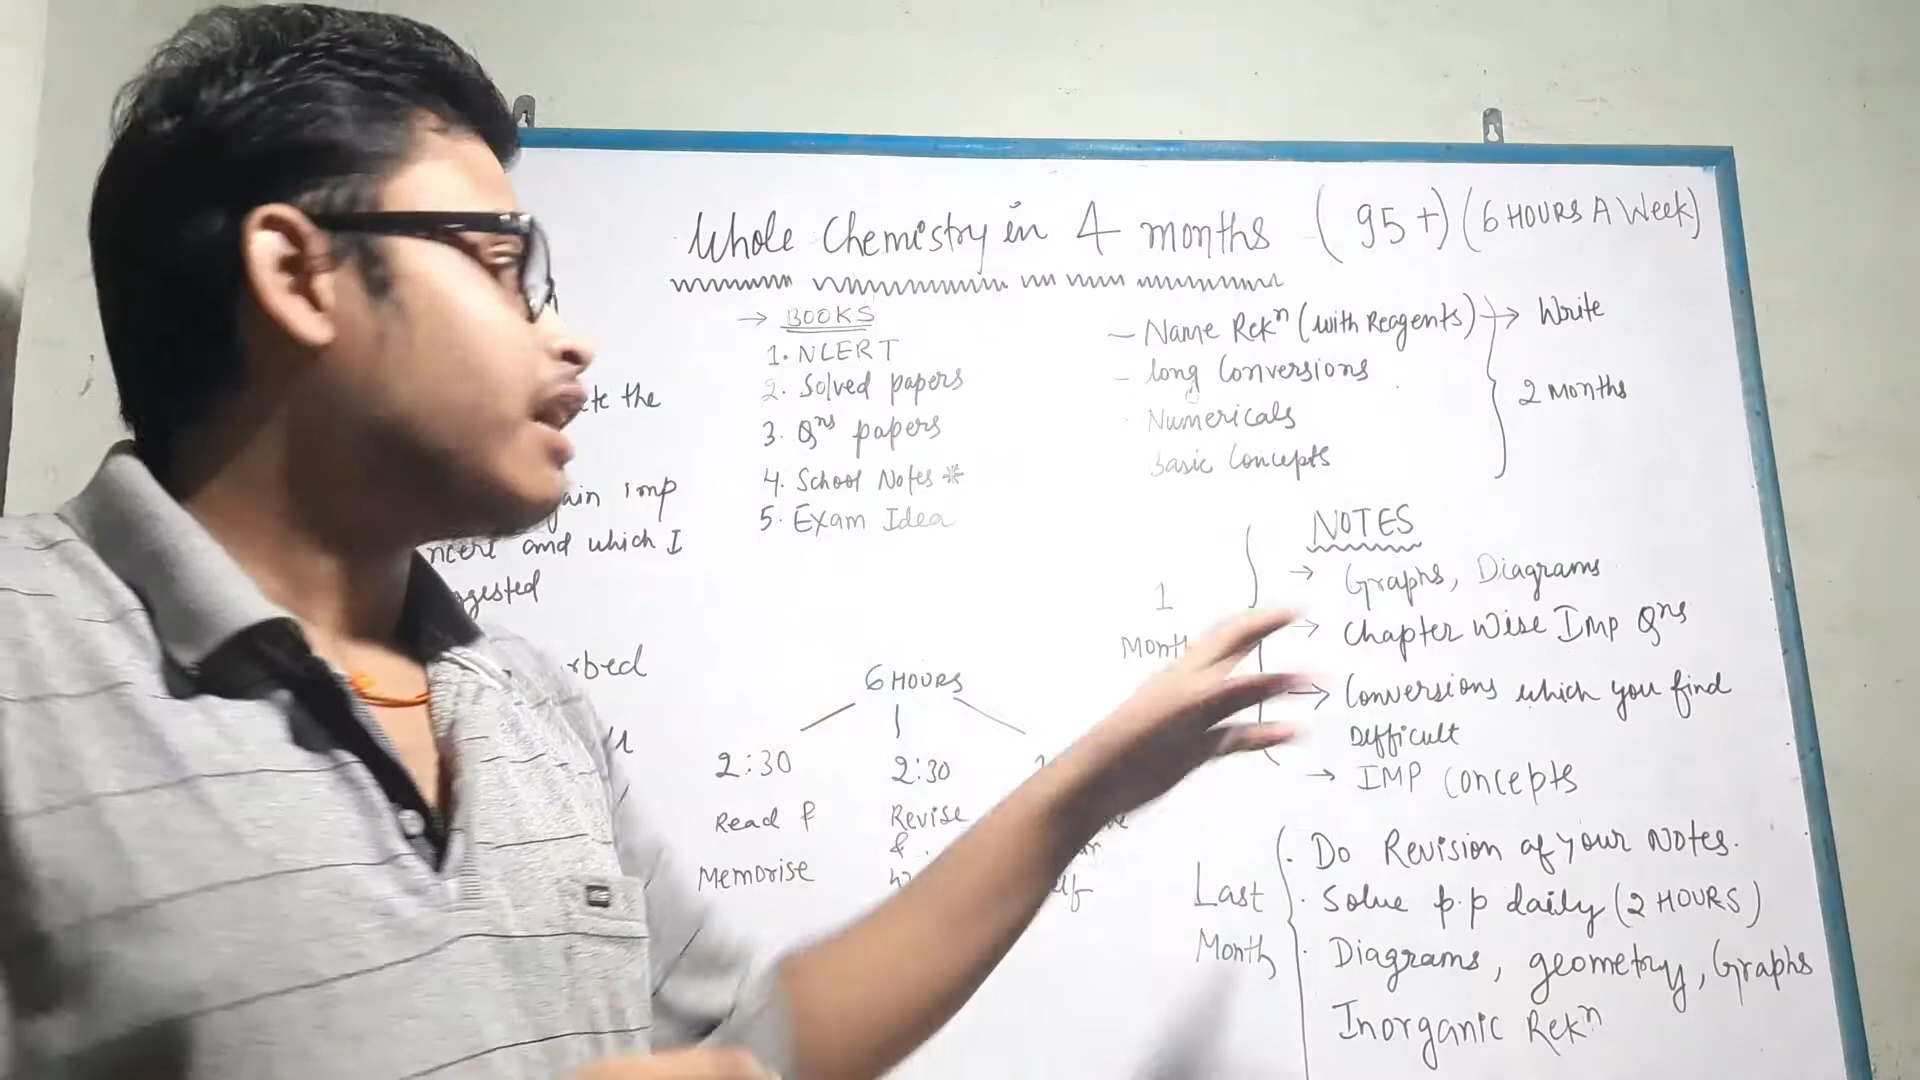 Whole Chemistry in 4 months (95+) (6 HOURS A Week)
→ BOOKS
1. NCERT
2. Solved papers
3. Qns papers
4. School Notes *
5. Exam Idea
– Name Rekn (with Reagents) → Write
– long Conversions
Numericals
Basic Concepts
2 Months
the
imp
and which I
1
Month
NOTES
→ Graphs, Diagrams
→ Chapter Wise Imp Qns
→ Conversions which you find
Difficult
→ IMP Concepts
6 HOURS
2:30
Read &
Memorise
2:30
Revise
&
Last
Month
· Do Revision of your Notes.
· Solve p.p daily (2 HOURS)
· Diagrams, geometry, Graphs
Inorganic Rekn